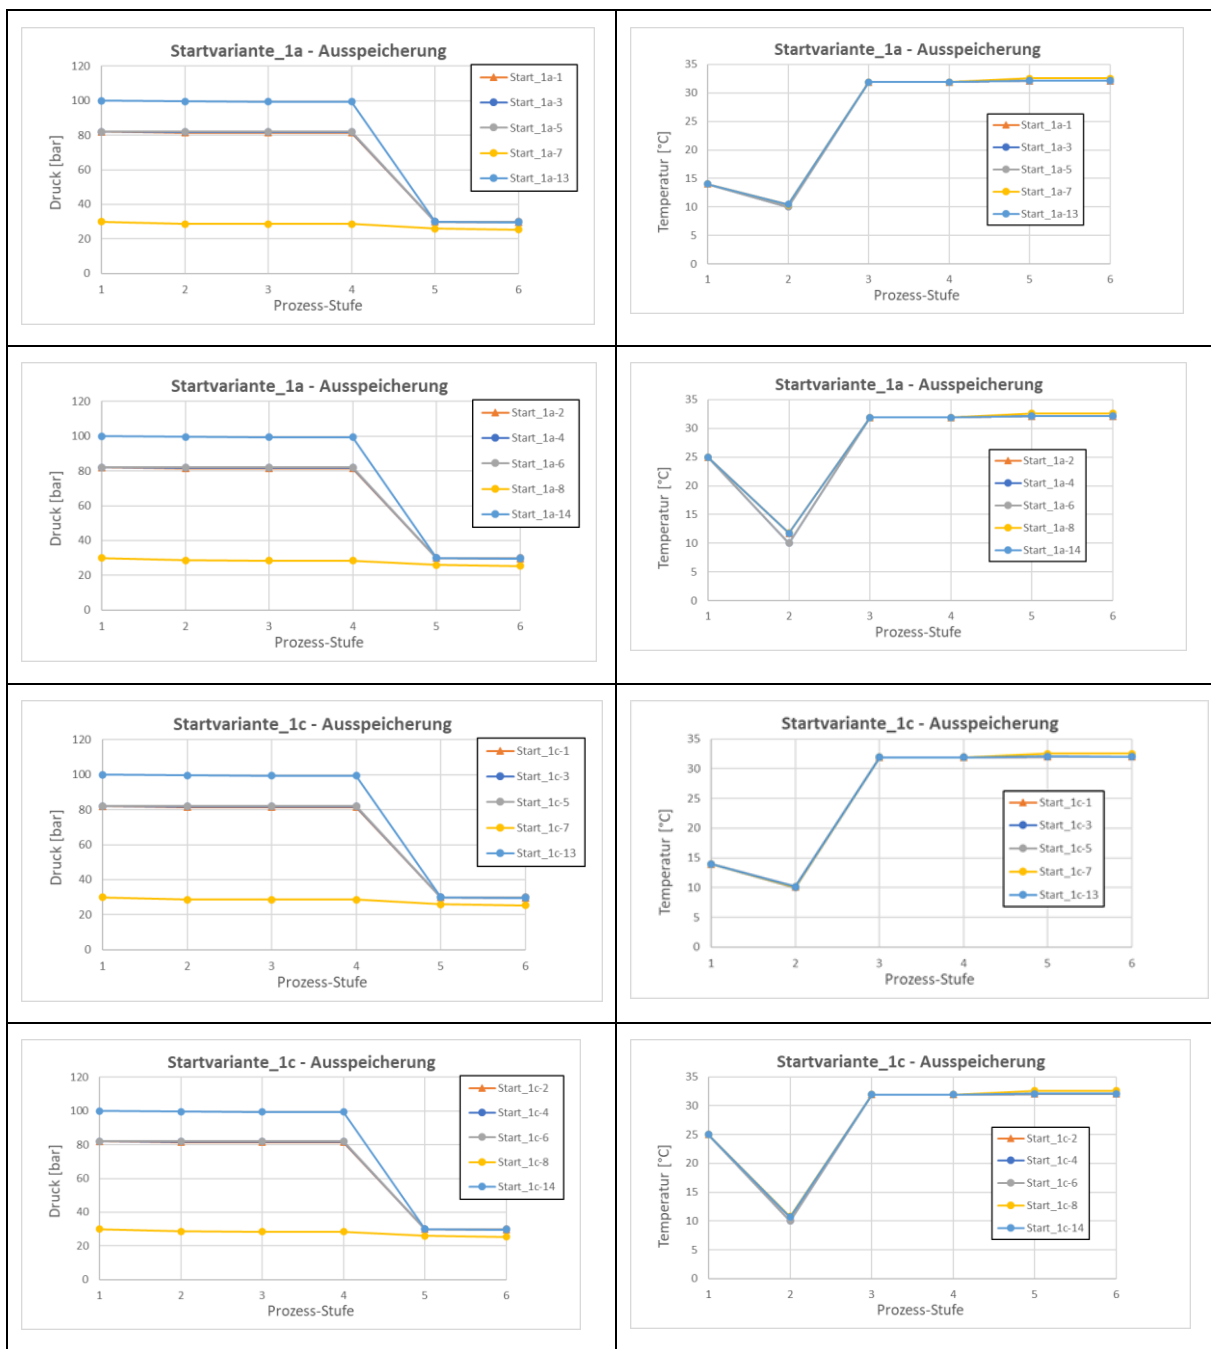 Startvariante_1a - Ausspeicherung
Druck [bar]
120
100
80
60
40
20
0
1 2 3 4 5 6
Prozess-Stufe
Start_1a-1
Start_1a-3
Start_1a-5
Start_1a-7
Start_1a-13
Startvariante_1a - Ausspeicherung
Temperatur [°C]
35
30
25
20
15
10
5
0
1 2 3 4 5 6
Prozess-Stufe
Start_1a-1
Start_1a-3
Start_1a-5
Start_1a-7
Start_1a-13
Startvariante_1a - Ausspeicherung
Druck [bar]
120
100
80
60
40
20
0
1 2 3 4 5 6
Prozess-Stufe
Start_1a-2
Start_1a-4
Start_1a-6
Start_1a-8
Start_1a-14
Startvariante_1a - Ausspeicherung
Temperatur [°C]
35
30
25
20
15
10
5
0
1 2 3 4 5 6
Prozess-Stufe
Start_1a-2
Start_1a-4
Start_1a-6
Start_1a-8
Start_1a-14
Startvariante_1c - Ausspeicherung
Druck [bar]
120
100
80
60
40
20
0
1 2 3 4 5 6
Prozess-Stufe
Start_1c-1
Start_1c-3
Start_1c-5
Start_1c-7
Start_1c-13
Startvariante_1c - Ausspeicherung
Temperatur [°C]
35
30
25
20
15
10
5
0
1 2 3 4 5 6
Prozess-Stufe
Start_1c-1
Start_1c-3
Start_1c-5
Start_1c-7
Start_1c-13
Startvariante_1c - Ausspeicherung
Druck [bar]
120
100
80
60
40
20
0
1 2 3 4 5 6
Prozess-Stufe
Start_1c-2
Start_1c-4
Start_1c-6
Start_1c-8
Start_1c-14
Startvariante_1c - Ausspeicherung
Temperatur [°C]
35
30
25
20
15
10
5
0
1 2 3 4 5 6
Prozess-Stufe
Start_1c-2
Start_1c-4
Start_1c-6
Start_1c-8
Start_1c-14